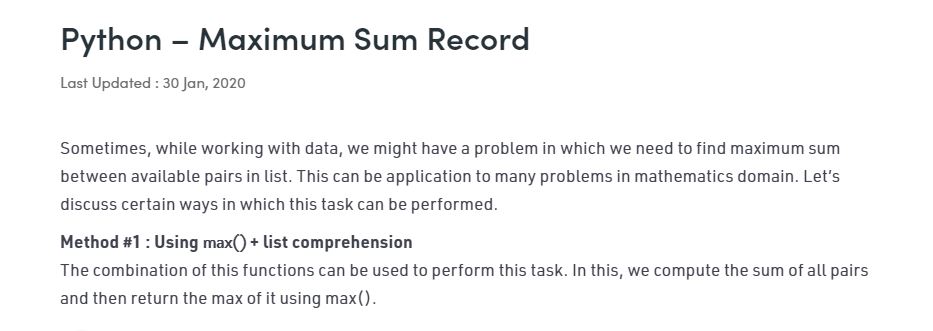 Python – Maximum Sum Record
Last Updated : 30 Jan, 2020
Sometimes, while working with data, we might have a problem in which we need to find maximum sum
between available pairs in list. This can be application to many problems in mathematics domain. Let’s
discuss certain ways in which this task can be performed.
Method #1 : Using max() + list comprehension
The combination of this functions can be used to perform this task. In this, we compute the sum of all pairs
and then return the max of it using max().